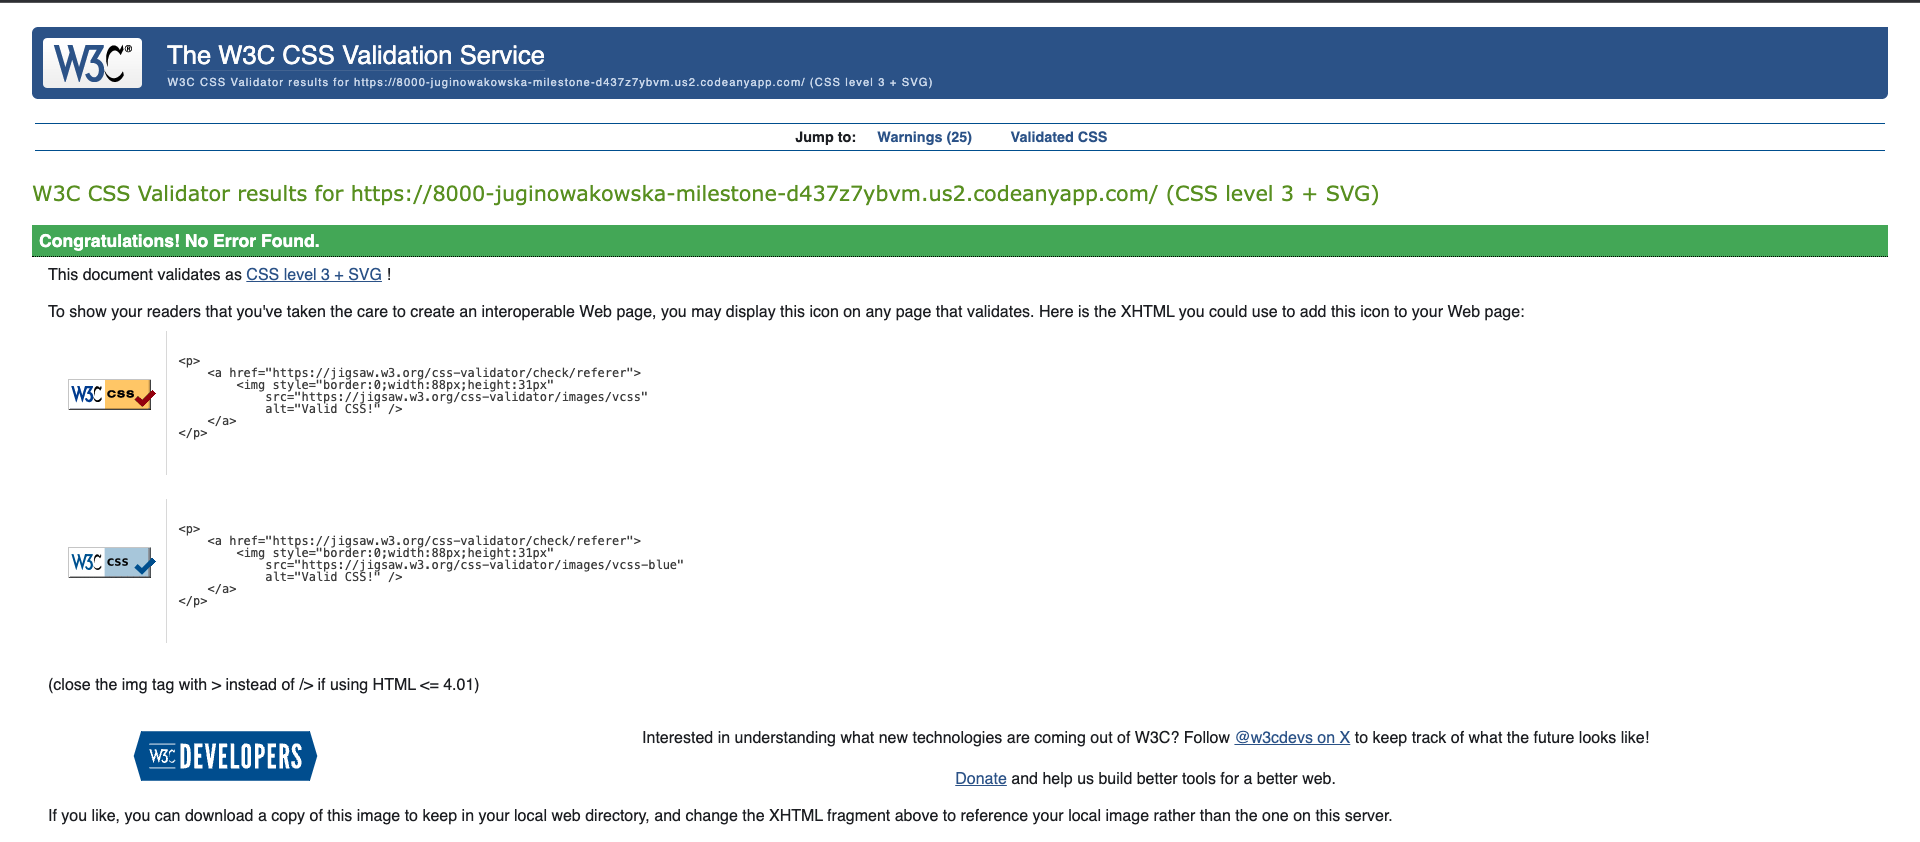 W3C®
The W3C CSS Validation Service
W3C CSS Validator results for https://8000-juginowakowska-milestone-d437z7ybvm.us2.codeanyapp.com/ (CSS level 3 + SVG)
Jump to: Warnings (25) Validated CSS
W3C CSS Validator results for https://8000-juginowakowska-milestone-d437z7ybvm.us2.codeanyapp.com/ (CSS level 3 + SVG)
Congratulations! No Error Found.
This document validates as CSS level 3 + SVG !
To show your readers that you've taken the care to create an interoperable Web page, you may display this icon on any page that validates. Here is the XHTML you could use to add this icon to your Web page:
W3C css
<p>
<a href="https://jigsaw.w3.org/css-validator/check/referer">
<img style="border:0;width:88px;height:31px"
src="https://jigsaw.w3.org/css-validator/images/vcss"
alt="Valid CSS!" />
</a>
</p>
W3C css
<p>
<a href="https://jigsaw.w3.org/css-validator/check/referer">
<img style="border:0;width:88px;height:31px"
src="https://jigsaw.w3.org/css-validator/images/vcss-blue"
alt="Valid CSS!" />
</a>
</p>
(close the img tag with > instead of /> if using HTML <= 4.01)
W3C DEVELOPERS
Interested in understanding what new technologies are coming out of W3C? Follow @w3cdevs on X to keep track of what the future looks like!
Donate and help us build better tools for a better web.
If you like, you can download a copy of this image to keep in your local web directory, and change the XHTML fragment above to reference your local image rather than the one on this server.